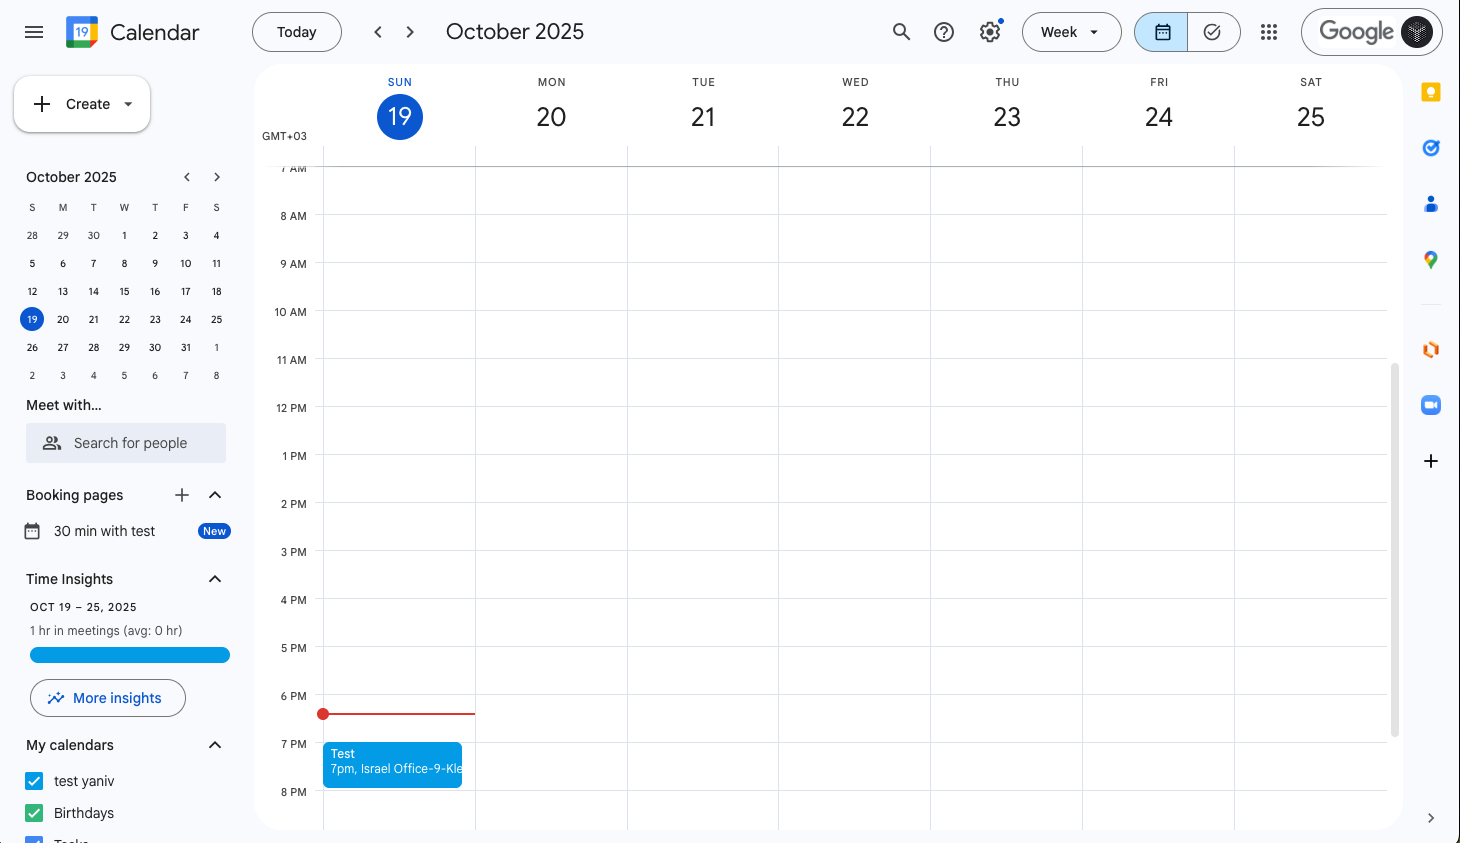 19 Calendar
Today
October 2025
Week
Google
Create
October 2025
S M T W T F S
28 29 30 1 2 3 4
5 6 7 8 9 10 11
12 13 14 15 16 17 18
19 20 21 22 23 24 25
26 27 28 29 30 31 1
2 3 4 5 6 7 8
Meet with...
Search for people
Booking pages
30 min with test New
Time Insights
OCT 19 – 25, 2025
1 hr in meetings (avg: 0 hr)
More insights
My calendars
test yaniv
Birthdays
Tasks
SUN MON TUE WED THU FRI SAT
19 20 21 22 23 24 25
GMT+03
7 AM
8 AM
9 AM
10 AM
11 AM
12 PM
1 PM
2 PM
3 PM
4 PM
5 PM
6 PM
7 PM
Test
7pm, Israel Office-9-Kle
8 PM